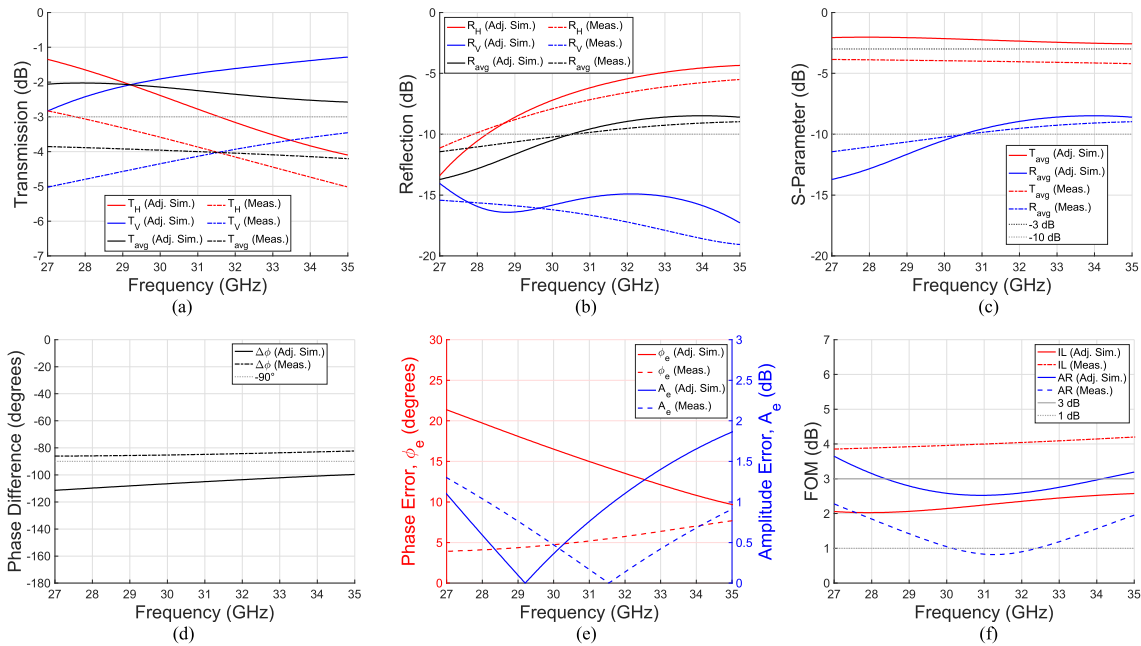 0
-1
-2
-3
-4
-5
-6
-7
Transmission (dB)
T_H (Adj. Sim.)
T_V (Adj. Sim.)
T_avg (Adj. Sim.)
T_H (Meas.)
T_V (Meas.)
T_avg (Meas.)
27 28 29 30 31 32 33 34 35
Frequency (GHz)
(a)
0
-5
-10
-15
-20
Reflection (dB)
R_H (Adj. Sim.)
R_V (Adj. Sim.)
R_avg (Adj. Sim.)
R_H (Meas.)
R_V (Meas.)
R_avg (Meas.)
27 28 29 30 31 32 33 34 35
Frequency (GHz)
(b)
0
-5
-10
-15
-20
S-Parameter (dB)
T_avg (Adj. Sim.)
R_avg (Adj. Sim.)
T_avg (Meas.)
R_avg (Meas.)
-3 dB
-10 dB
27 28 29 30 31 32 33 34 35
Frequency (GHz)
(c)
0
-20
-40
-60
-80
-100
-120
-140
-160
-180
Phase Difference (degrees)
Δϕ (Adj. Sim.)
Δϕ (Meas.)
-90°
27 28 29 30 31 32 33 34 35
Frequency (GHz)
(d)
30
25
20
15
10
5
0
Phase Error, ϕ_e (degrees)
ϕ_e (Adj. Sim.)
ϕ_e (Meas.)
A_e (Adj. Sim.)
A_e (Meas.)
3
2.5
2
1.5
1
0.5
0
Amplitude Error, A_e (dB)
27 28 29 30 31 32 33 34 35
Frequency (GHz)
(e)
7
6
5
4
3
2
1
0
FOM (dB)
IL (Adj. Sim.)
IL (Meas.)
AR (Adj. Sim.)
AR (Meas.)
3 dB
1 dB
27 28 29 30 31 32 33 34 35
Frequency (GHz)
(f)